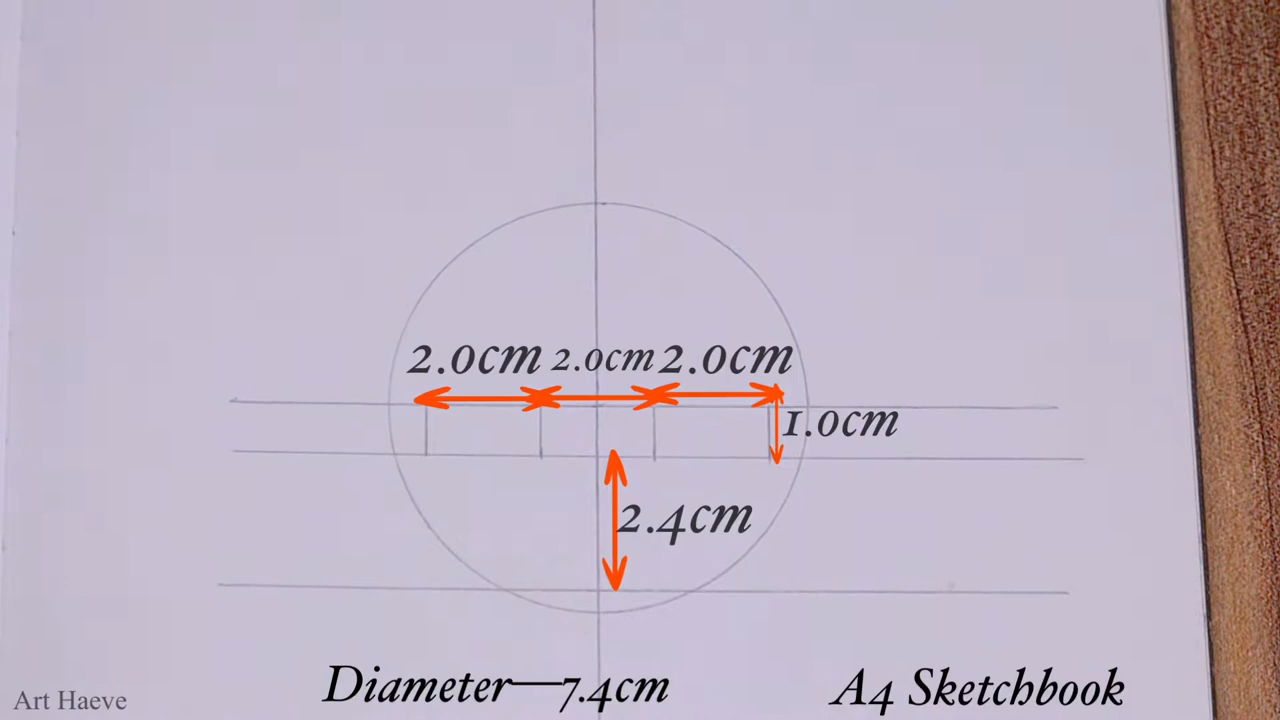 2.0cm 2.0cm 2.0cm
1.0cm
2.4cm
Diameter—7.4cm
A4 Sketchbook
Art Haeve